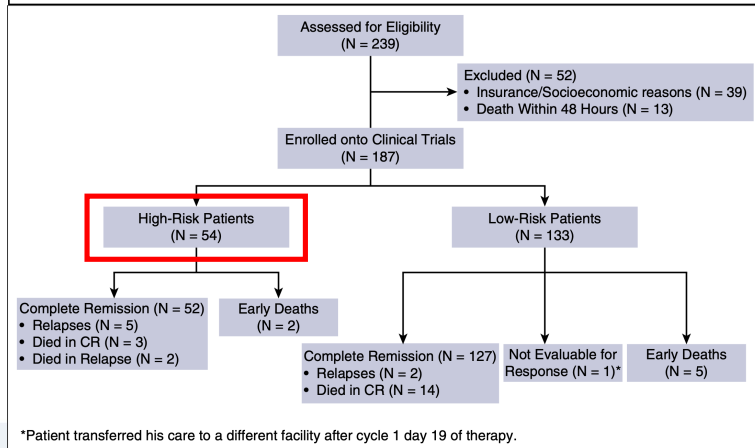 Assessed for Eligibility
(N = 239)
Excluded (N = 52)
• Insurance/Socioeconomic reasons (N = 39)
• Death Within 48 Hours (N = 13)
Enrolled onto Clinical Trials
(N = 187)
High-Risk Patients
(N = 54)
Low-Risk Patients
(N = 133)
Complete Remission (N = 52)
• Relapses (N = 5)
• Died in CR (N = 3)
• Died in Relapse (N = 2)
Early Deaths
(N = 2)
Complete Remission (N = 127)
• Relapses (N = 2)
• Died in CR (N = 14)
Not Evaluable for
Response (N = 1)*
Early Deaths
(N = 5)
*Patient transferred his care to a different facility after cycle 1 day 19 of therapy.